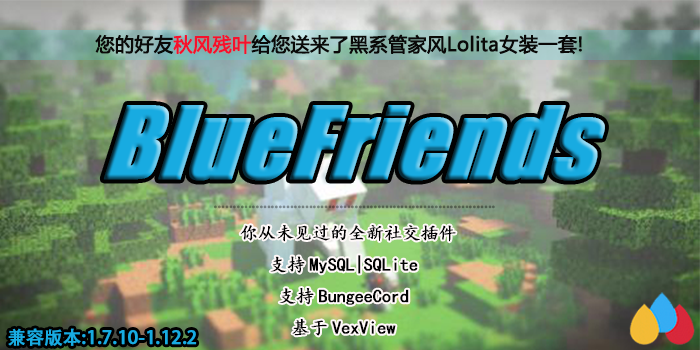 您的好友秋风残叶给您送来了黑系管家风Lolita女装一套!
BlueFriends
你从未见过的全新社交插件
支持MySQL|SQLite
支持BungeeCord
基于VexView
兼容版本:1.7.10-1.12.2